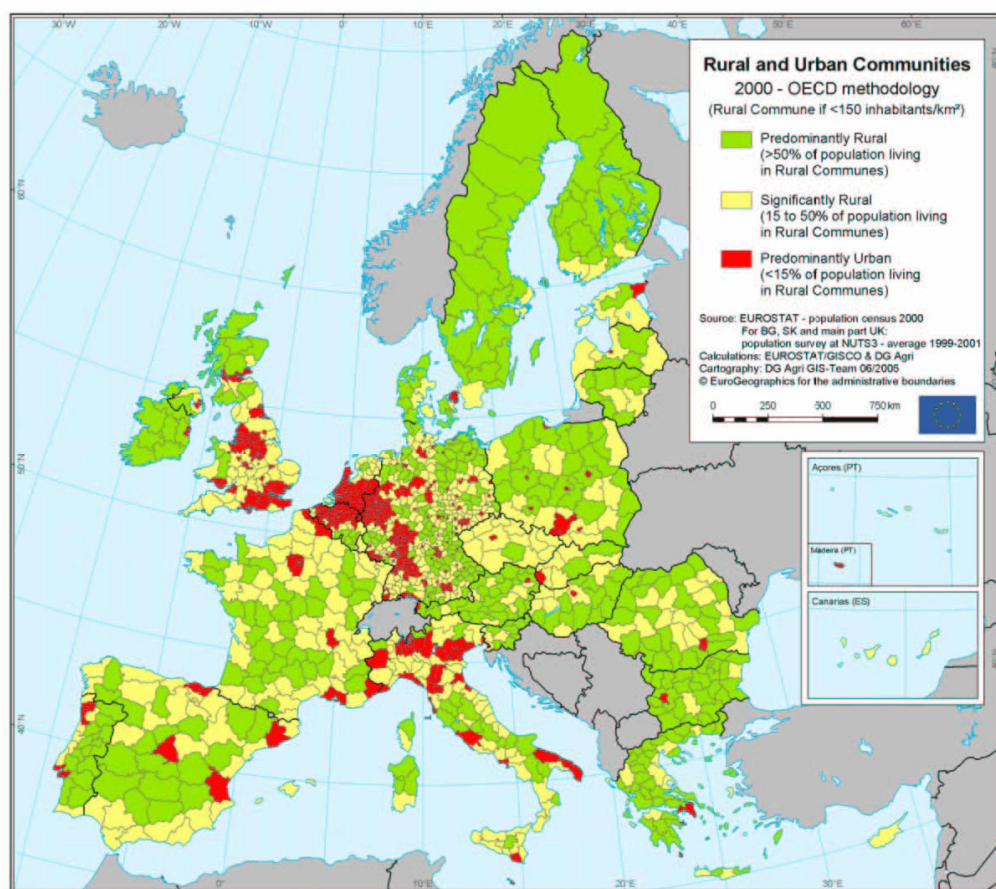 30°W
20°W
10°W
0°E
10°E
20°E
30°E
40°E
60°E
Rural and Urban Communities
2000 - OECD methodology
(Rural Commune if <150 inhabitants/km²)
Predominantly Rural
(>50% of population living
in Rural Communes)
Significantly Rural
(15 to 50% of population living
in Rural Communes)
Predominantly Urban
(<15% of population living
in Rural Communes)
Source: EUROSTAT - population census 2000
For BG, SK and main part UK:
population survey at NUTS3 - average 1999-2001
Calculations: EUROSTAT/GISCO & DG Agri
Cartography: DG Agri GIS-Team 06/2005
© EuroGeographics for the administrative boundaries
0 250 500 750 km
60°N
40°N
Açores (PT)
Madeira (PT)
Canarias (ES)
0°
10°E
20°E
30°E